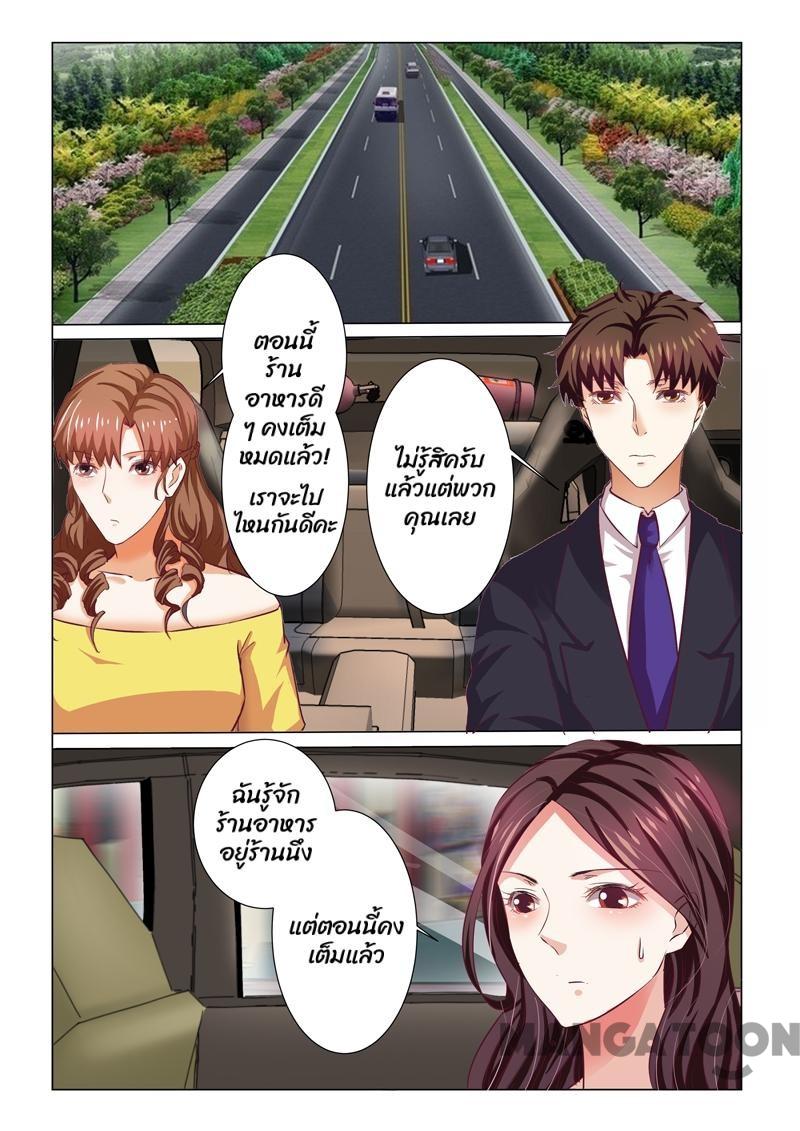 ตอนนี้
ร้าน
อาหารดี
ๆ คงเต็ม
หมดแล้ว!
เราจะไป
ไหนกันดีคะ
ไม่รู้สิครับ
แล้วแต่พวก
คุณเลย
ฉันรู้จัก
ร้านอาหาร
อยู่ร้านนึง
แต่ตอนนี้คง
เต็มแล้ว
MANGATOON